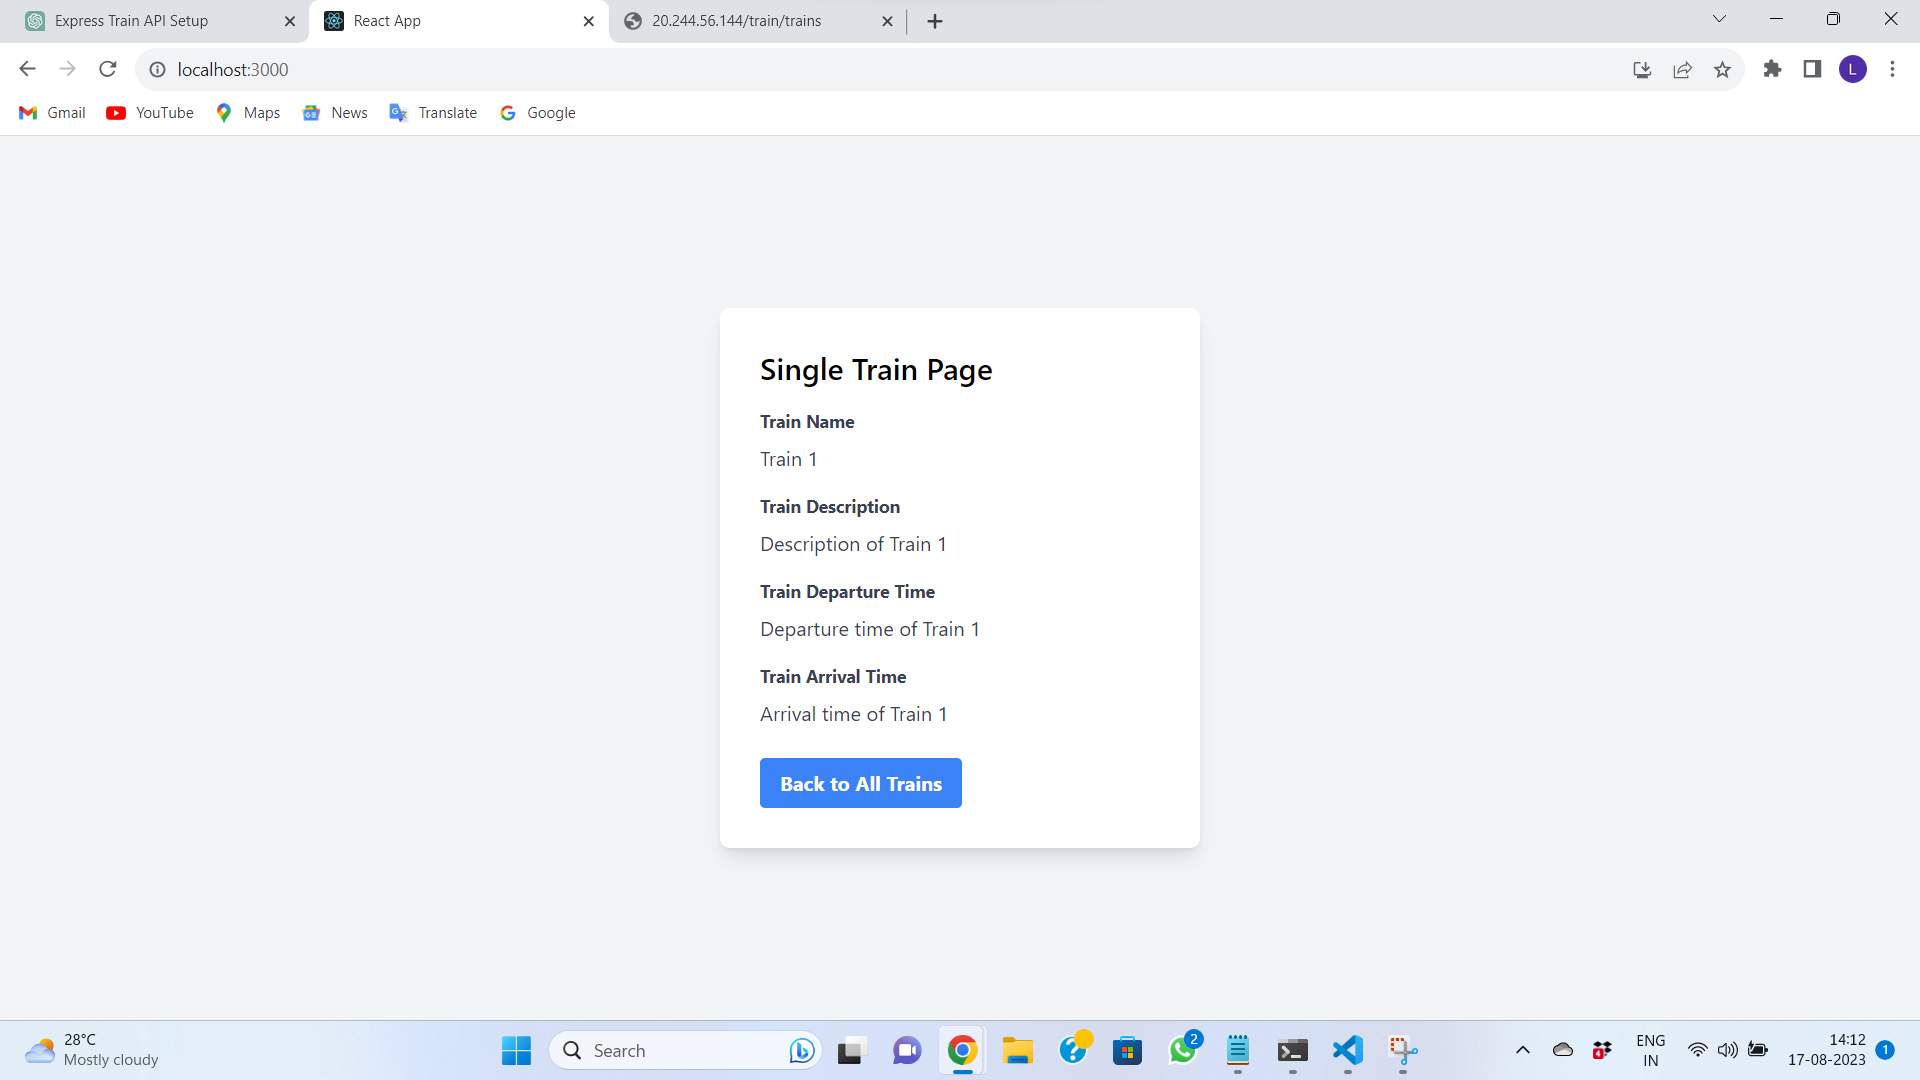 Express Train API Setup
React App
20.244.56.144/train/trains
localhost:3000
L
Gmail
YouTube
Maps
News
Translate
Google
Single Train Page
Train Name
Train 1
Train Description
Description of Train 1
Train Departure Time
Departure time of Train 1
Train Arrival Time
Arrival time of Train 1
Back to All Trains
28°C
Mostly cloudy
Search
2
4
ENG
IN
14:12
17-08-2023
1